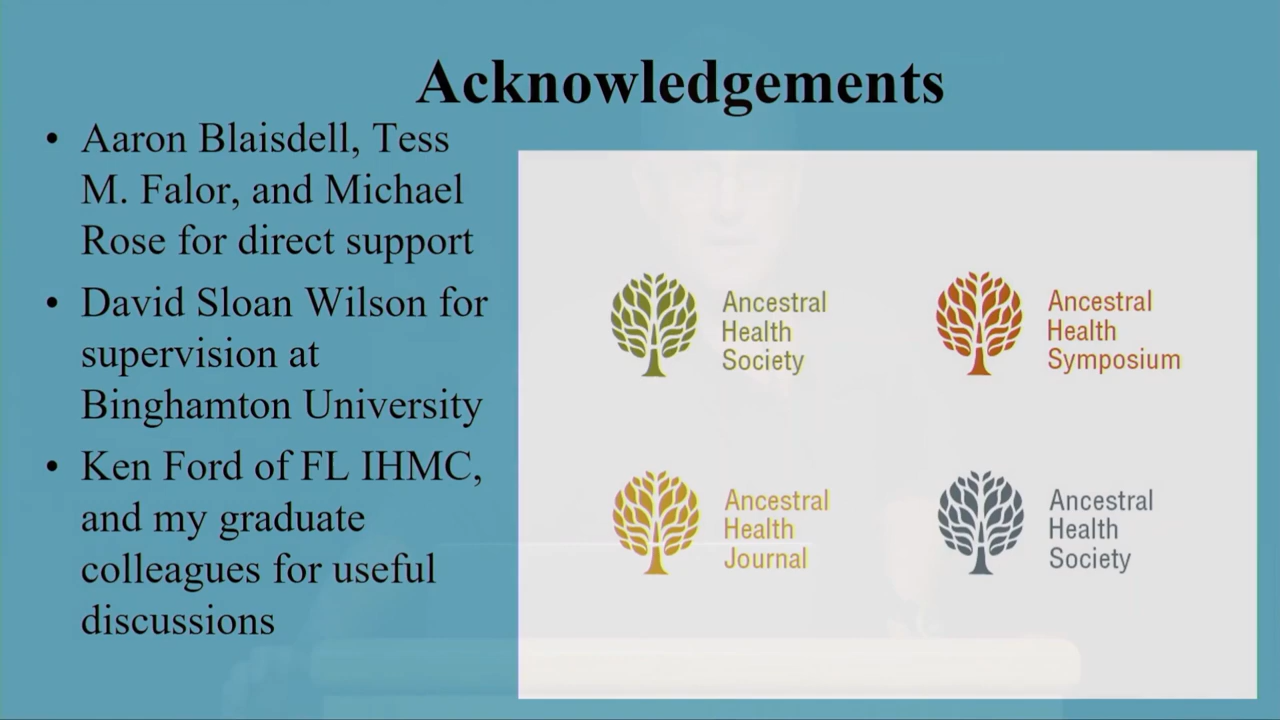 Acknowledgements
• Aaron Blaisdell, Tess
M. Falor, and Michael
Rose for direct support
• David Sloan Wilson for
supervision at
Binghamton University
• Ken Ford of FL IHMC,
and my graduate
colleagues for useful
discussions
Ancestral
Health
Society
Ancestral
Health
Symposium
Ancestral
Health
Journal
Ancestral
Health
Society